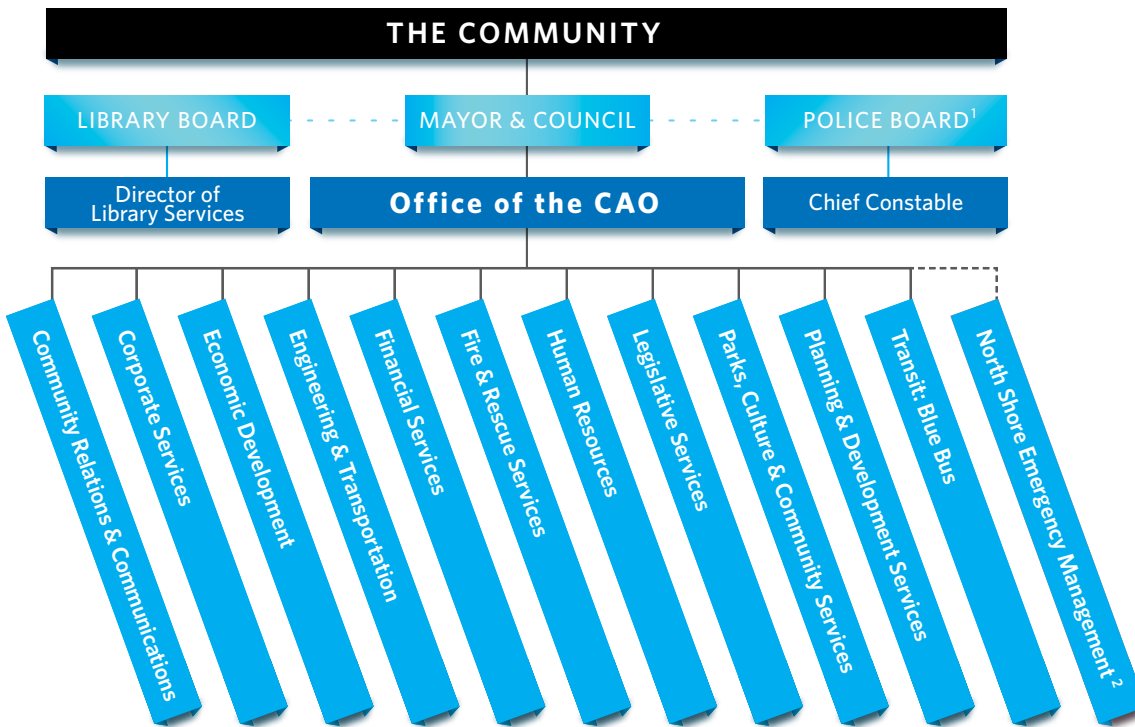 THE COMMUNITY
LIBRARY BOARD
MAYOR & COUNCIL
POLICE BOARD¹
Director of
Library Services
Office of the CAO
Chief Constable
Community Relations & Communications
Corporate Services
Economic Development
Engineering & Transportation
Financial Services
Fire & Rescue Services
Human Resources
Legislative Services
Parks, Culture & Community Services
Planning & Development Services
Transit: Blue Bus
North Shore Emergency Management ²